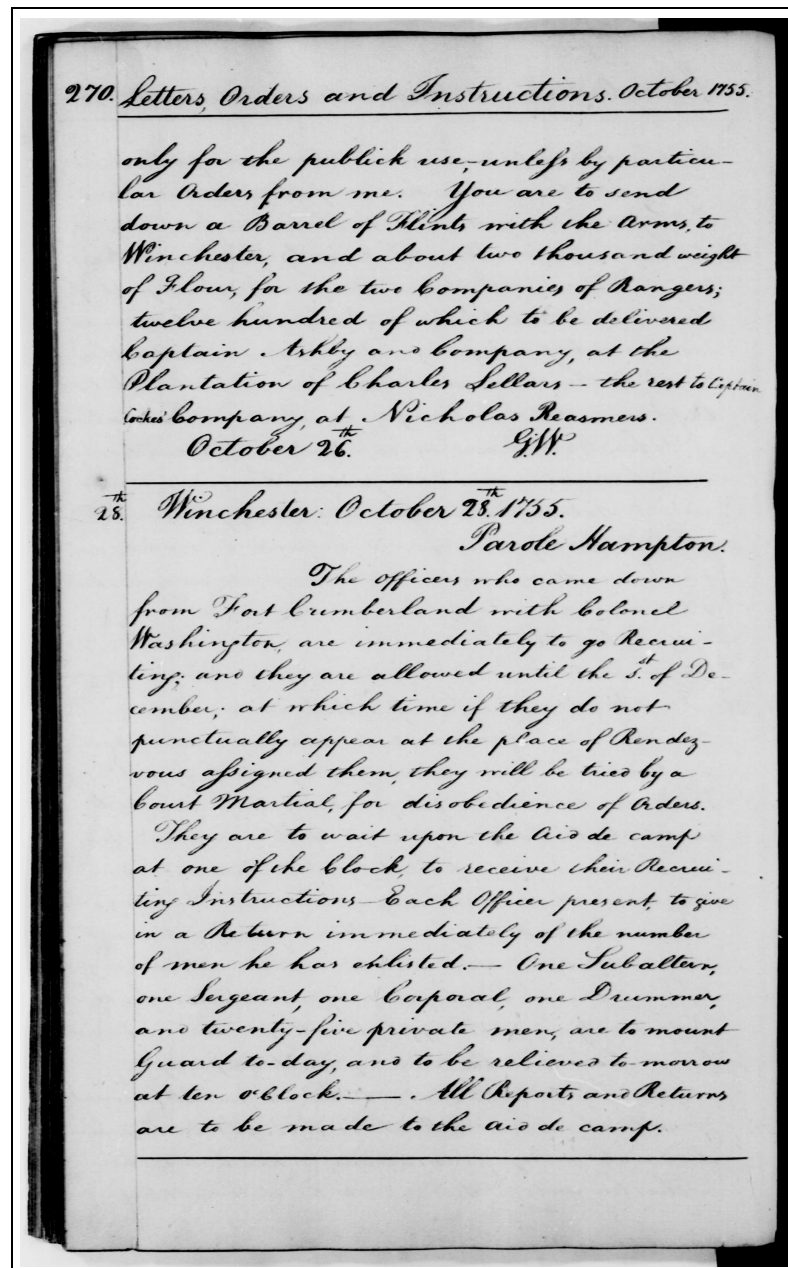 270. Letters, Orders and Instructions. October 1755.
only for the publick use, unless by particu-
lar Orders from me. You are to send
down a Barrel of Flints with the Arms, to
Winchester, and about two thousand weight
of Flour, for the two Companies of Rangers;
twelve hundred of which to be delivered
Captain Ashby and Company, at the
Plantation of Charles Sellars - the rest to Captain
Cockes' Company, at Nicholas Reasmers.
October 26th. G.W.
28th. Winchester: October 28th. 1755.
Parole Hampton.
The officers who came down
from Fort Cumberland with Colonel
Washington, are immediately to go Recrui-
ting; and they are allowed until the 1st. of De-
cember; at which time if they do not
punctually appear at the place of Rendez-
vous assigned them, they will be tried by a
Court Martial, for disobedience of Orders.
They are to wait upon the Aid de camp
at one of the Clock, to receive their Recrui-
ting Instructions - Each Officer present, to give
in a Return immediately of the number
of men he has enlisted. — One Subaltern,
one Sergeant, one Corporal, one Drummer,
and twenty-five private men, are to mount
Guard to-day, and to be relieved to-morrow
at ten o'Clock. —— . All Reports and Returns
are to be made to the aid de camp.